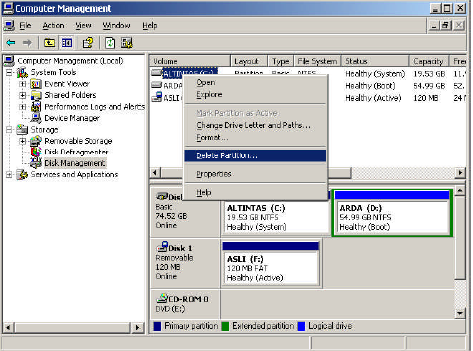 Computer Management
File Action View Window Help
Computer Management (Local)
System Tools
Event Viewer
Shared Folders
Performance Logs and Alerts
Device Manager
Storage
Removable Storage
Disk Defragmenter
Disk Management
Services and Applications
Volume Layout Type File System Status Capacity
ALTINTAS (C:) Partition Basic NTFS Healthy (System) 19.53 GB
ARDA Healthy (Boot) 54.99 GB
ASLI Healthy (Active) 120 MB
Open
Explore
Mark Partition as Active
Change Drive Letter and Paths...
Format...
Delete Partition...
Properties
Help
Basic
74.52 GB
Online
ALTINTAS (C:)
19.53 GB NTFS
Healthy (System)
ARDA (D:)
54.99 GB NTFS
Healthy (Boot)
Disk 1
Removable
120 MB
Online
ASLI (F:)
120 MB FAT
Healthy (Active)
CD-ROM 0
DVD (E:)
Primary partition Extended partition Logical drive